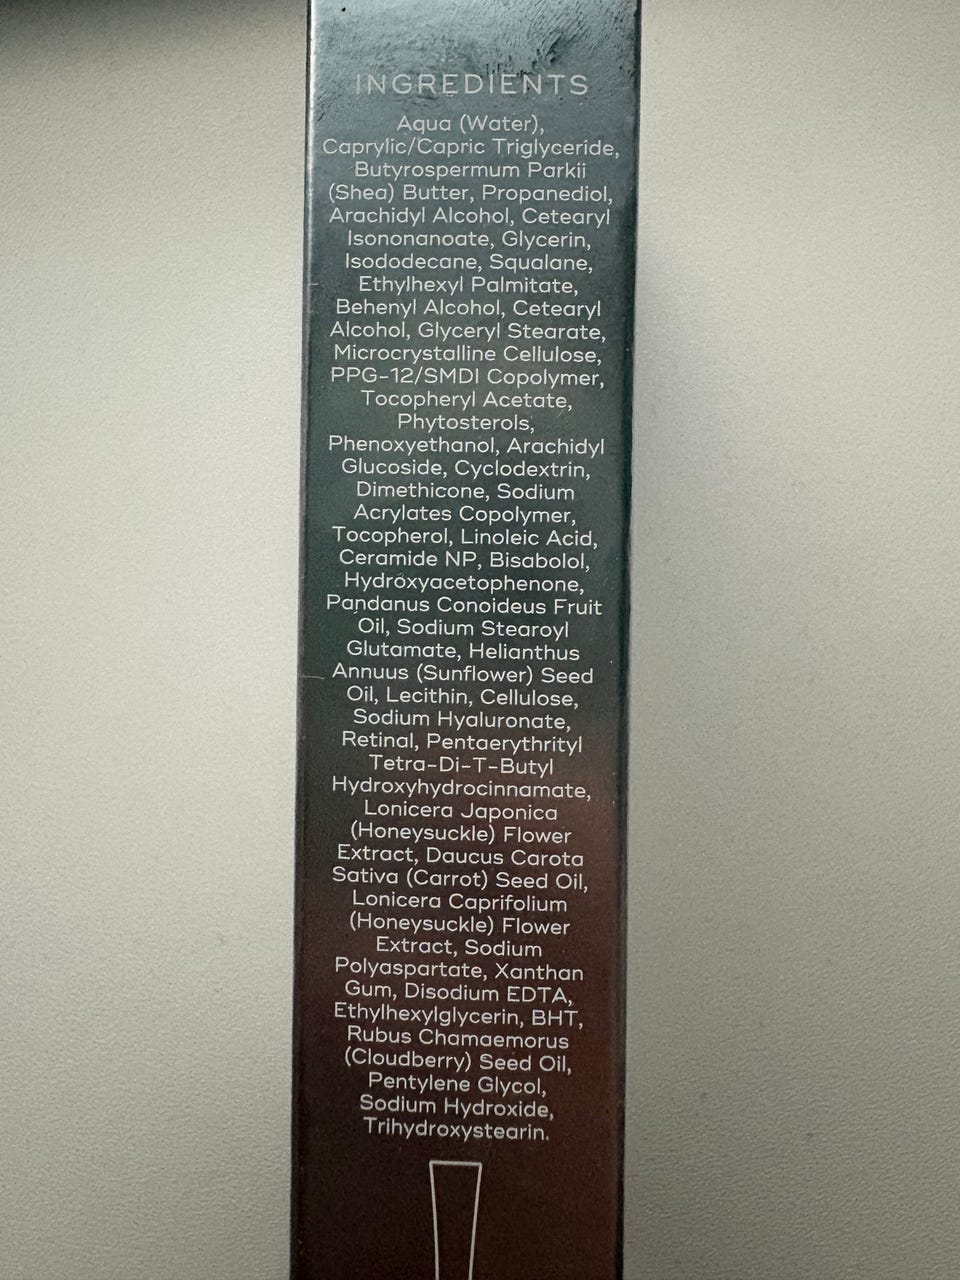 INGREDIENTS
Aqua (Water),
Caprylic/Capric Triglyceride,
Butyrospermum Parkii
(Shea) Butter, Propanediol,
Arachidyl Alcohol, Cetearyl
Isononanoate, Glycerin,
Isododecane, Squalane,
Ethylhexyl Palmitate,
Behenyl Alcohol, Cetearyl
Alcohol, Glyceryl Stearate,
Microcrystalline Cellulose,
PPG-12/SMDI Copolymer,
Tocopheryl Acetate,
Phytosterols,
Phenoxyethanol, Arachidyl
Glucoside, Cyclodextrin,
Dimethicone, Sodium
Acrylates Copolymer,
Tocopherol, Linoleic Acid,
Ceramide NP, Bisabolol,
Hydroxyacetophenone,
Pandanus Conoideus Fruit
Oil, Sodium Stearoyl
Glutamate, Helianthus
Annuus (Sunflower) Seed
Oil, Lecithin, Cellulose,
Sodium Hyaluronate,
Retinal, Pentaerythrityl
Tetra-Di-T-Butyl
Hydroxyhydrocinnamate,
Lonicera Japonica
(Honeysuckle) Flower
Extract, Daucus Carota
Sativa (Carrot) Seed Oil,
Lonicera Caprifolium
(Honeysuckle) Flower
Extract, Sodium
Polyaspartate, Xanthan
Gum, Disodium EDTA,
Ethylhexylglycerin, BHT,
Rubus Chamaemorus
(Cloudberry) Seed Oil,
Pentylene Glycol,
Sodium Hydroxide,
Trihydroxystearin.